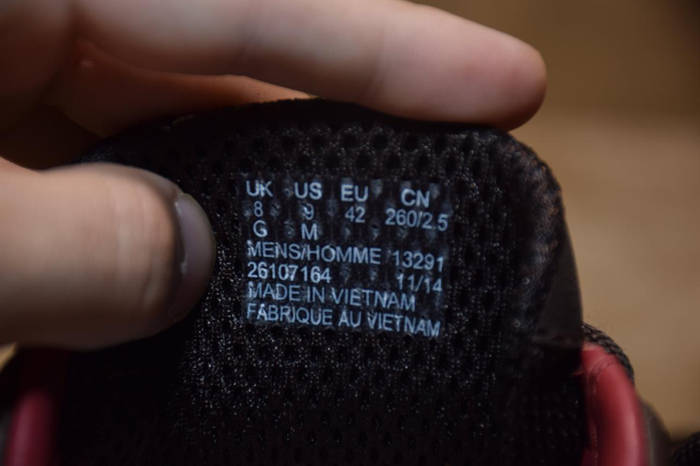 UK US EU CN
8 9 42 260/2.5
G M
MENS/HOMME 13291
26107164 11/14
MADE IN VIETNAM
FABRIQUE AU VIETNAM